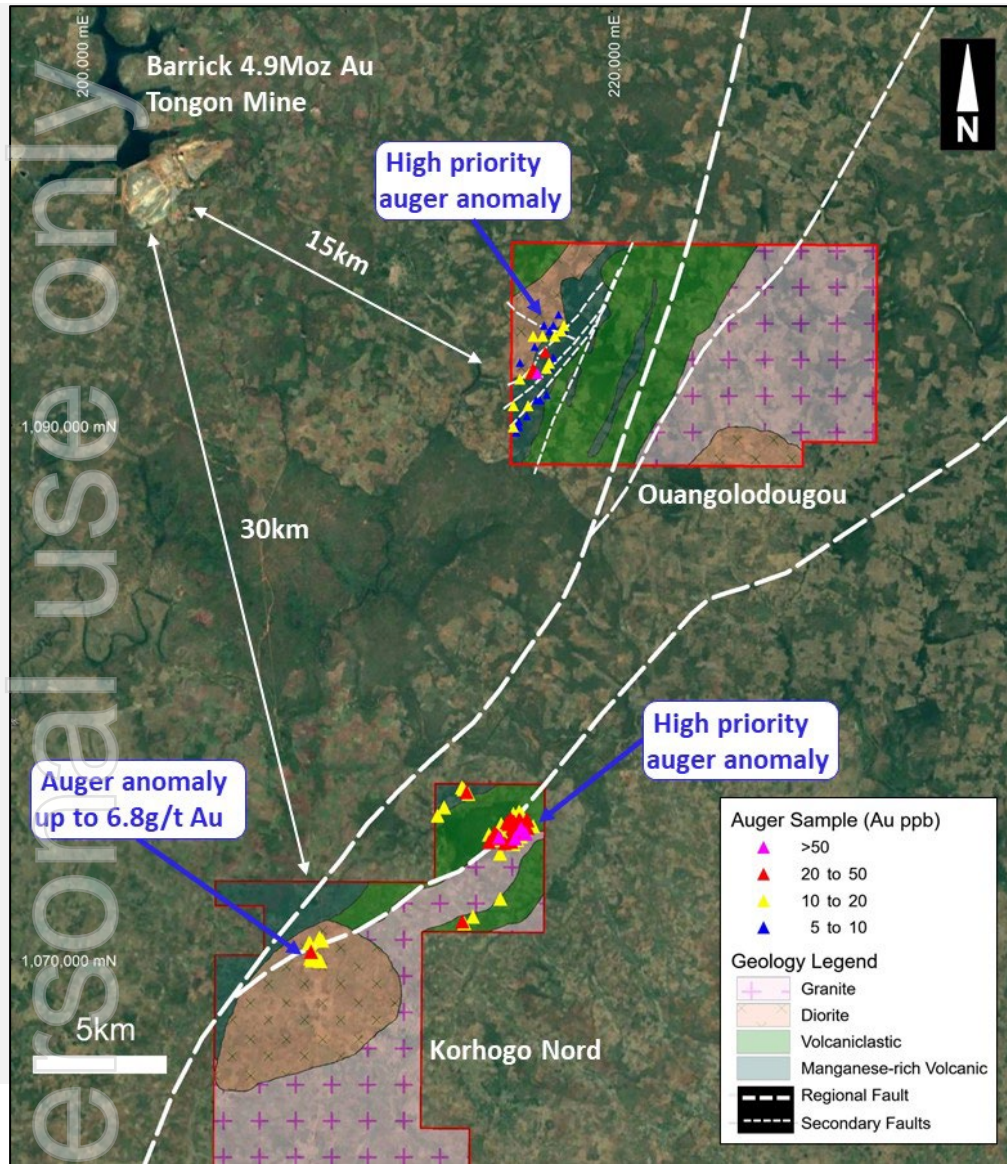 200,000 mE
220,000 mE
Barrick 4.9Moz Au
Tongon Mine
N
High priority
auger anomaly
15km
1,090,000 mN
Ouangolodougou
30km
High priority
auger anomaly
Auger anomaly
up to 6.8g/t Au
1,070,000 mN
5km
Korhogo Nord
Auger Sample (Au ppb)
>50
20 to 50
10 to 20
5 to 10
Geology Legend
Granite
Diorite
Volcaniclastic
Manganese-rich Volcanic
Regional Fault
Secondary Faults
ersonal use only